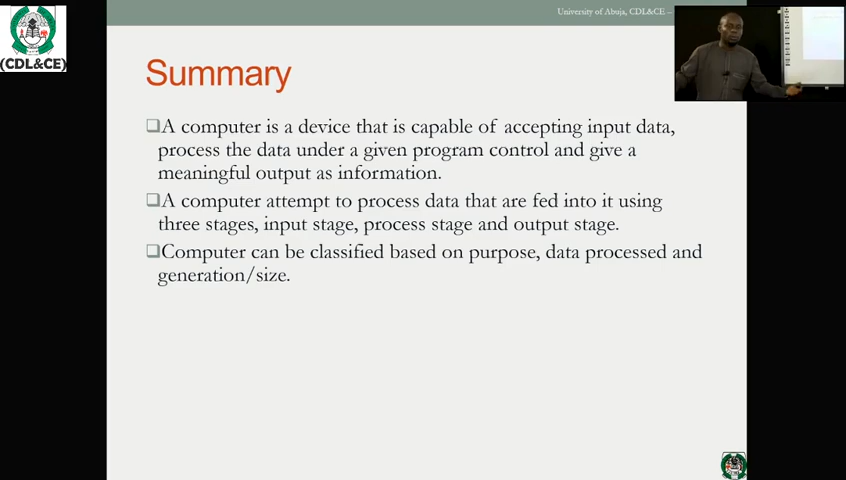 University of Abuja, CDL&CE –
(CDL&CE)
Summary
A computer is a device that is capable of accepting input data,
process the data under a given program control and give a
meaningful output as information.
A computer attempt to process data that are fed into it using
three stages, input stage, process stage and output stage.
Computer can be classified based on purpose, data processed and
generation/size.